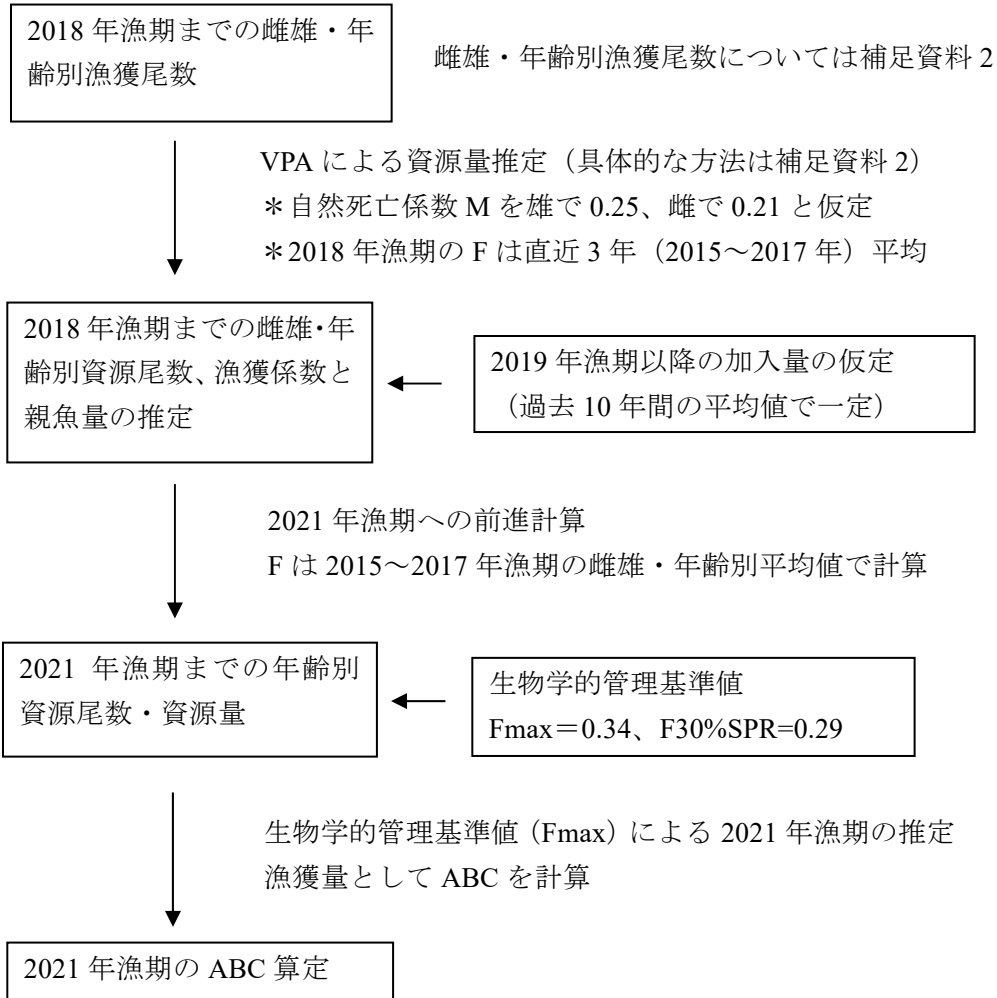 2018 年漁期までの雌雄・年
齢別漁獲尾数
雌雄・年齢別漁獲尾数については補足資料 2
VPA による資源量推定（具体的な方法は補足資料 2）
＊自然死亡係数 M を雄で 0.25、雌で 0.21 と仮定
＊2018 年漁期の F は直近 3 年（2015～2017 年）平均
2018 年漁期までの雌雄・年
齢別資源尾数、漁獲係数と
親魚量の推定
2019 年漁期以降の加入量の仮定
（過去 10 年間の平均値で一定）
2021 年漁期への前進計算
F は 2015～2017 年漁期の雌雄・年齢別平均値で計算
2021 年漁期までの年齢別
資源尾数・資源量
生物学的管理基準値
Fmax＝0.34、F30%SPR=0.29
生物学的管理基準値（Fmax）による 2021 年漁期の推定
漁獲量として ABC を計算
2021 年漁期の ABC 算定